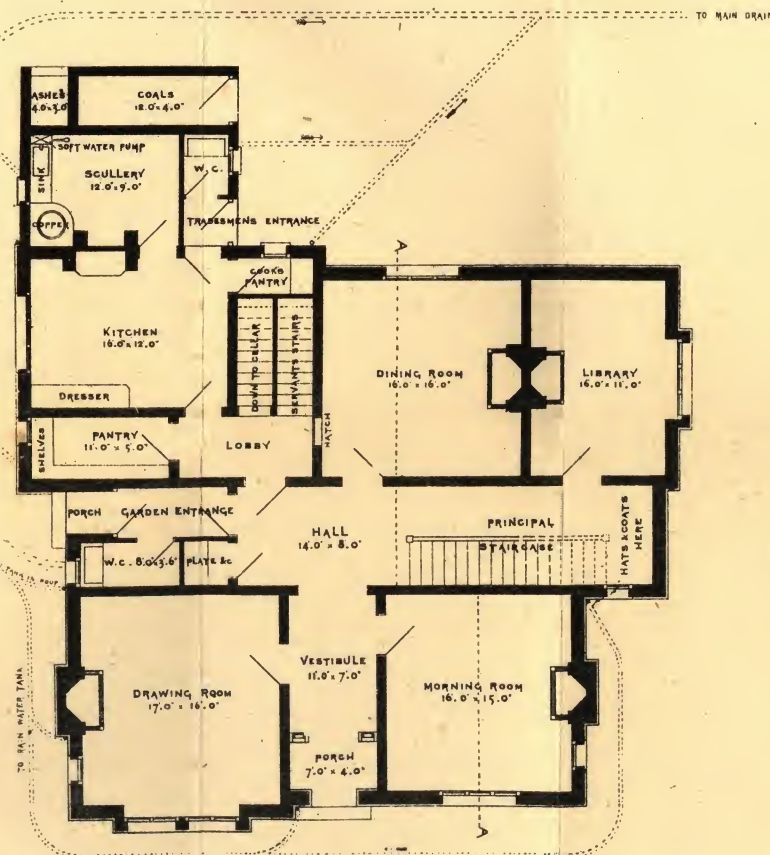 TO MAIN DRAIN
ASHES
4.0×3.0
COALS
12.0×4.0
SOFT WATER PUMP
SINK
SCULLERY
12.0×9.0
W.C.
COPPER
TRADESMENS ENTRANCE
COOKS
PANTRY
KITCHEN
16.0×12.0
DRESSER
DOWN TO CELLAR
SERVANTS STAIRS
DINING ROOM
16.0×16.0
LIBRARY
16.0×11.0
SHELVES
PANTRY
11.0×5.0
LOBBY
HATCH
PORCH
GARDEN ENTRANCE
HALL
14.0×8.0
PRINCIPAL
STAIRCASE
HATS & COATS
HERE
W.C. 8.0×3.6
PLATE &C
TO RAIN WATER TANK
DRAWING ROOM
17.0×16.0
VESTIBULE
11.0×7.0
MORNING ROOM
16.0×15.0
PORCH
7.0×4.0
A
A